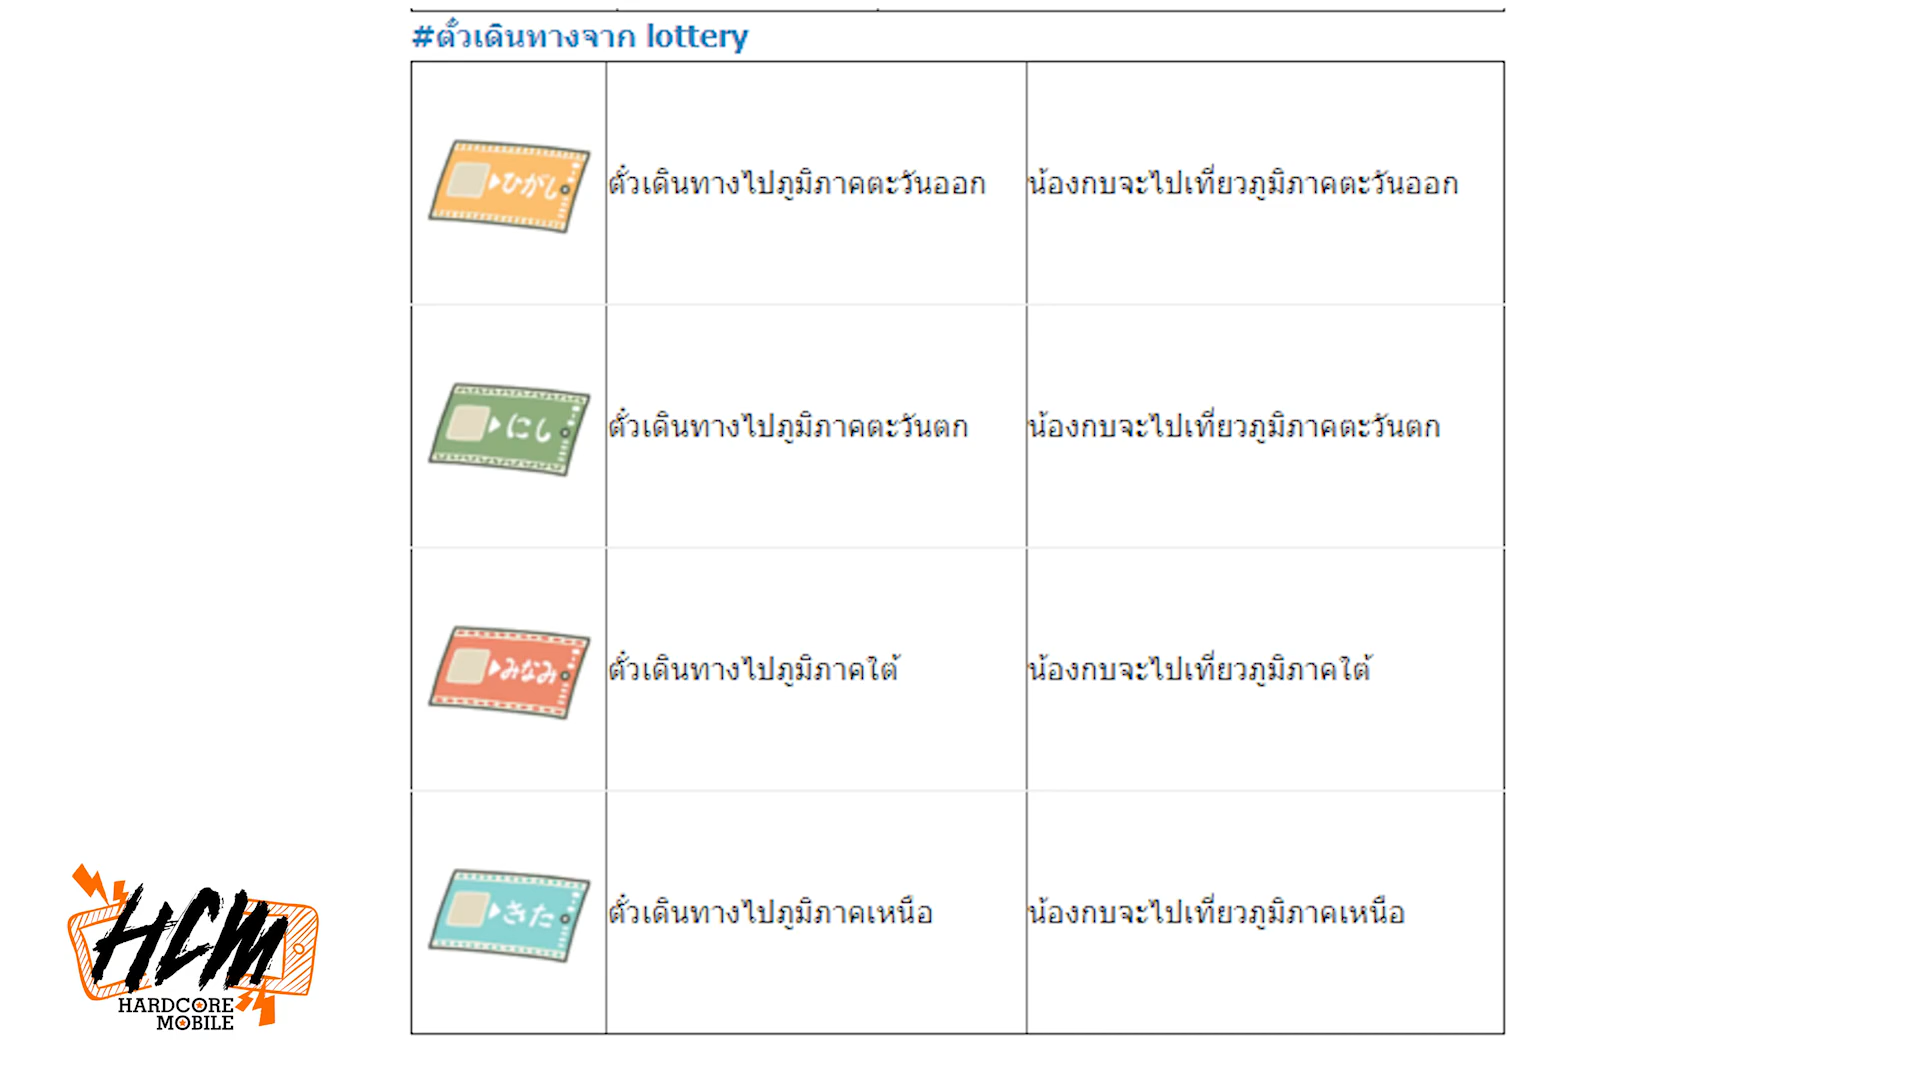 #ตั๋วเดินทางจาก lottery
ひがし
ตั๋วเดินทางไปภูมิภาคตะวันออก
น้องกบจะไปเที่ยวภูมิภาคตะวันออก
にし
ตั๋วเดินทางไปภูมิภาคตะวันตก
น้องกบจะไปเที่ยวภูมิภาคตะวันตก
みなみ
ตั๋วเดินทางไปภูมิภาคใต้
น้องกบจะไปเที่ยวภูมิภาคใต้
きた
ตั๋วเดินทางไปภูมิภาคเหนือ
น้องกบจะไปเที่ยวภูมิภาคเหนือ
HCM
HARDCORE
MOBILE